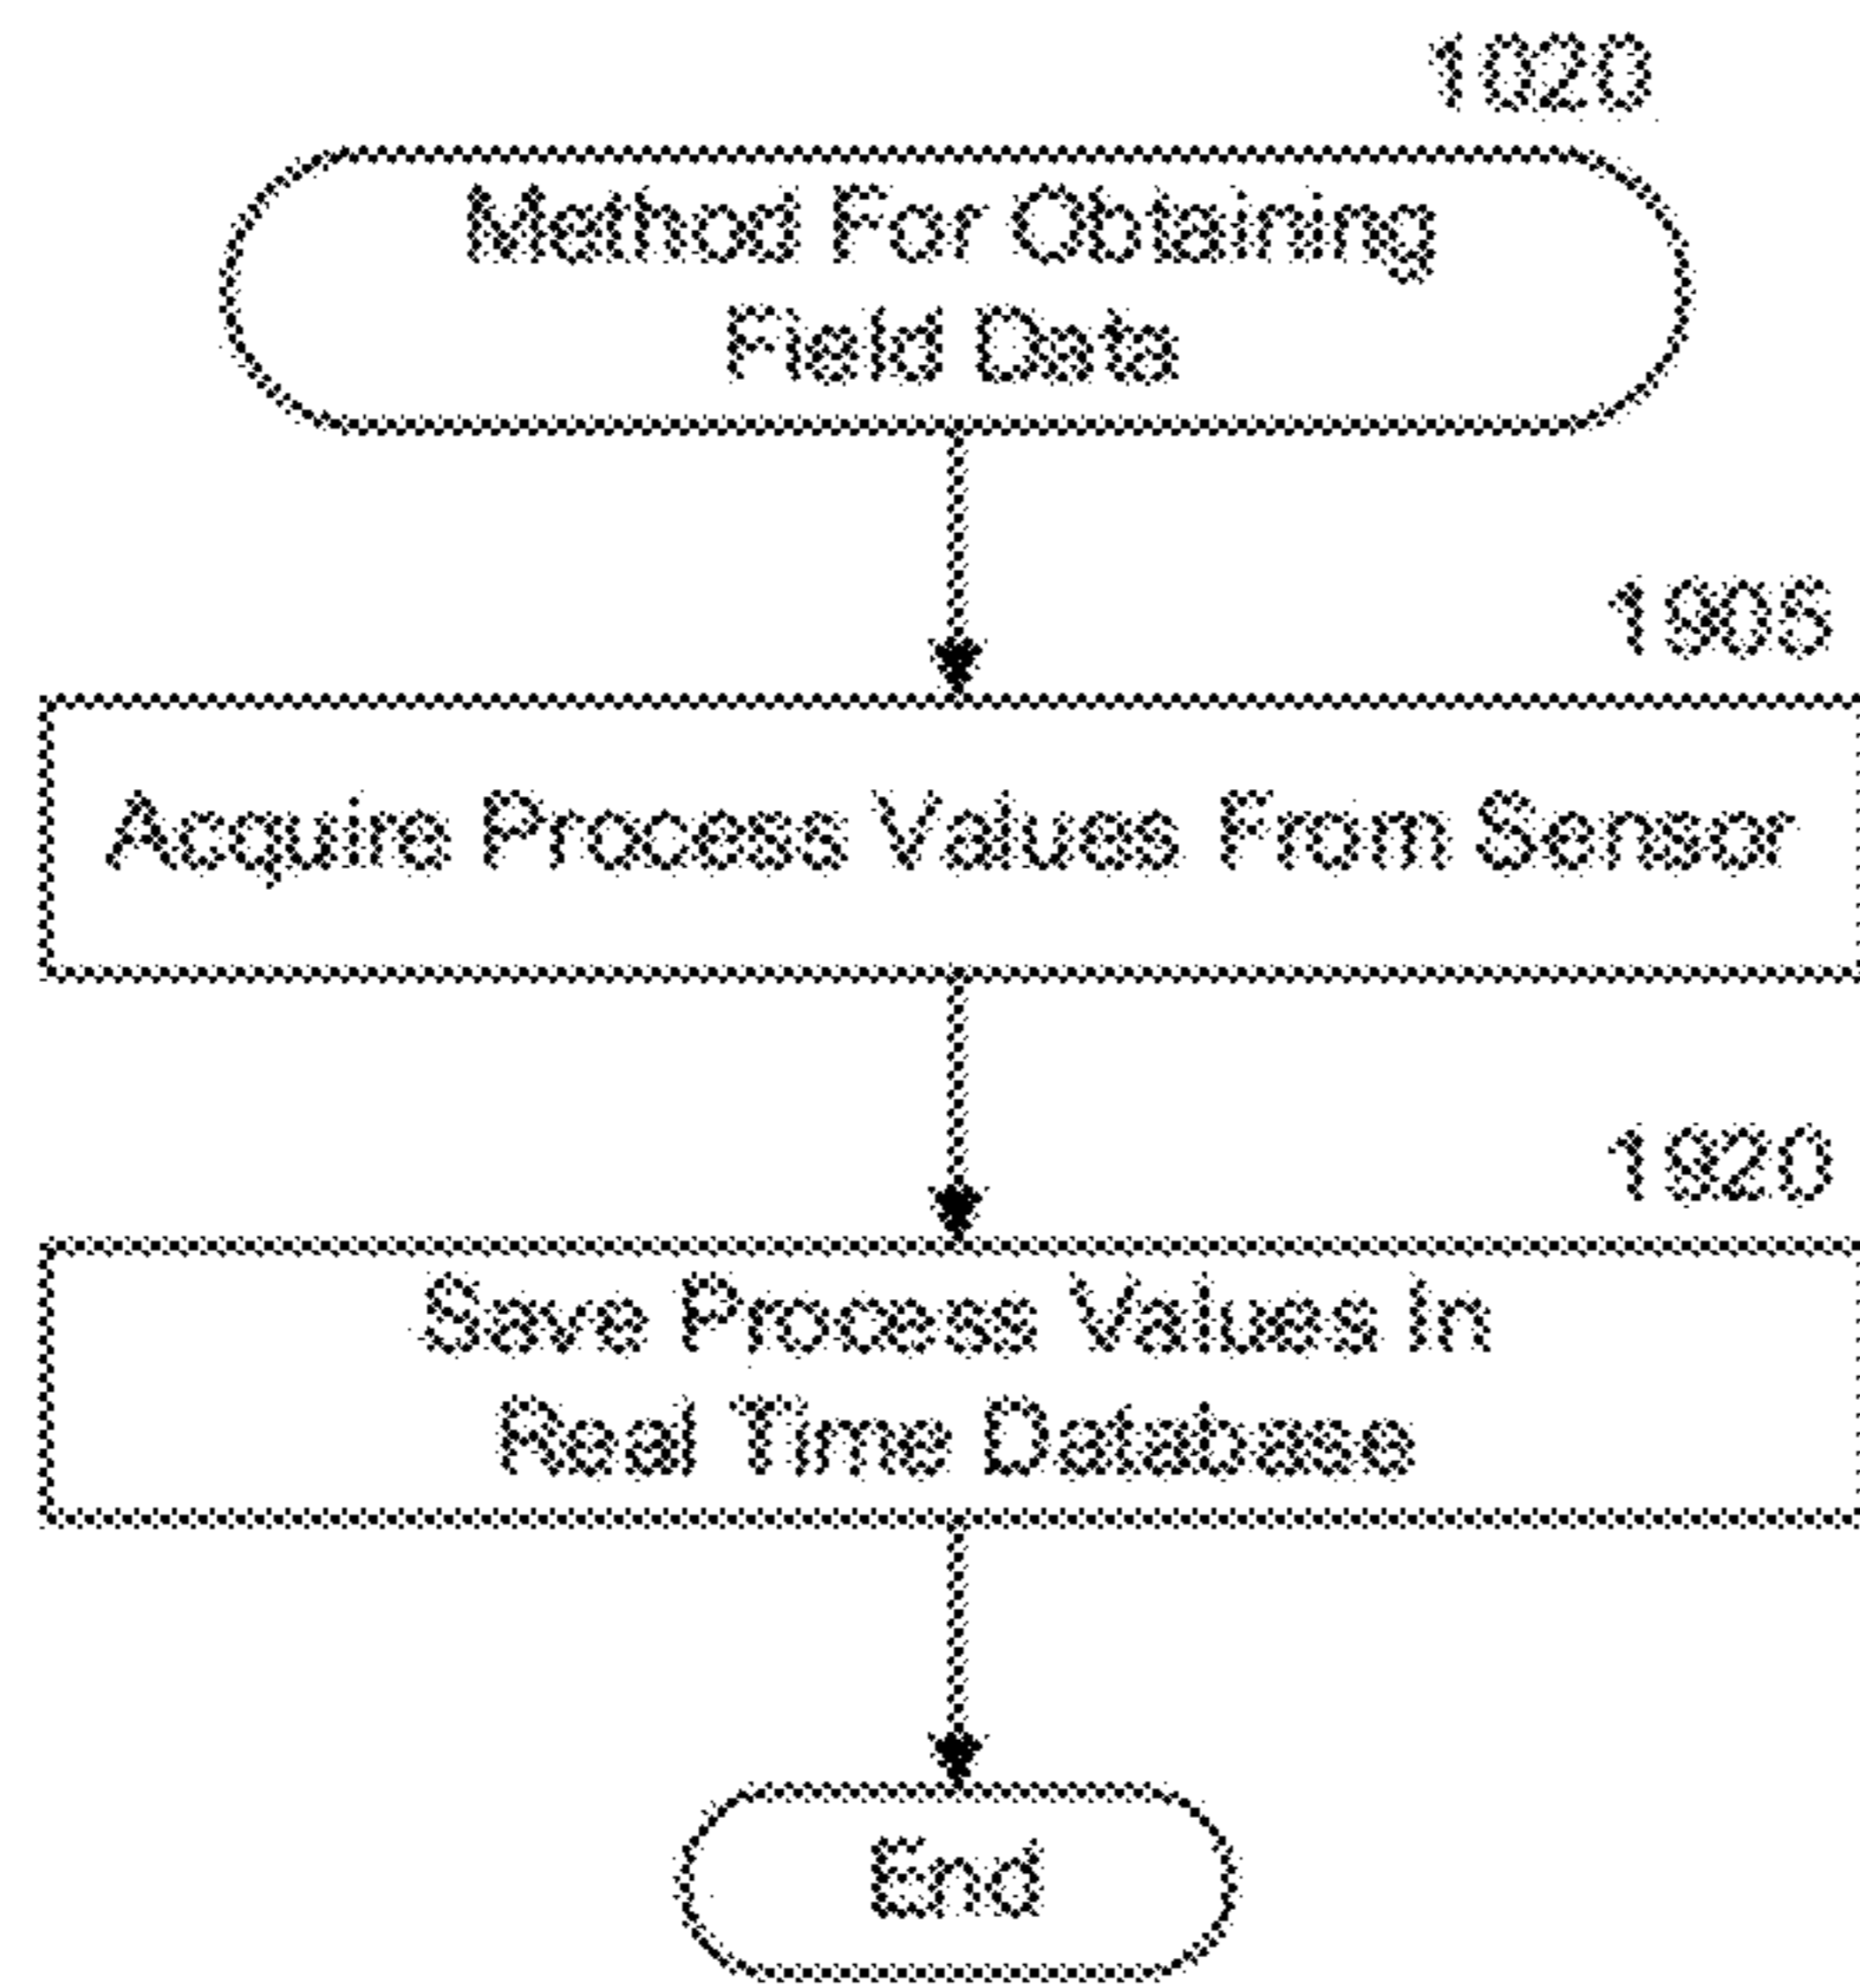 1020
Method For Obtaining
Field Data
1905
Acquire Process Values From Sensor
1920
Save Process Values In
Real Time Database
End